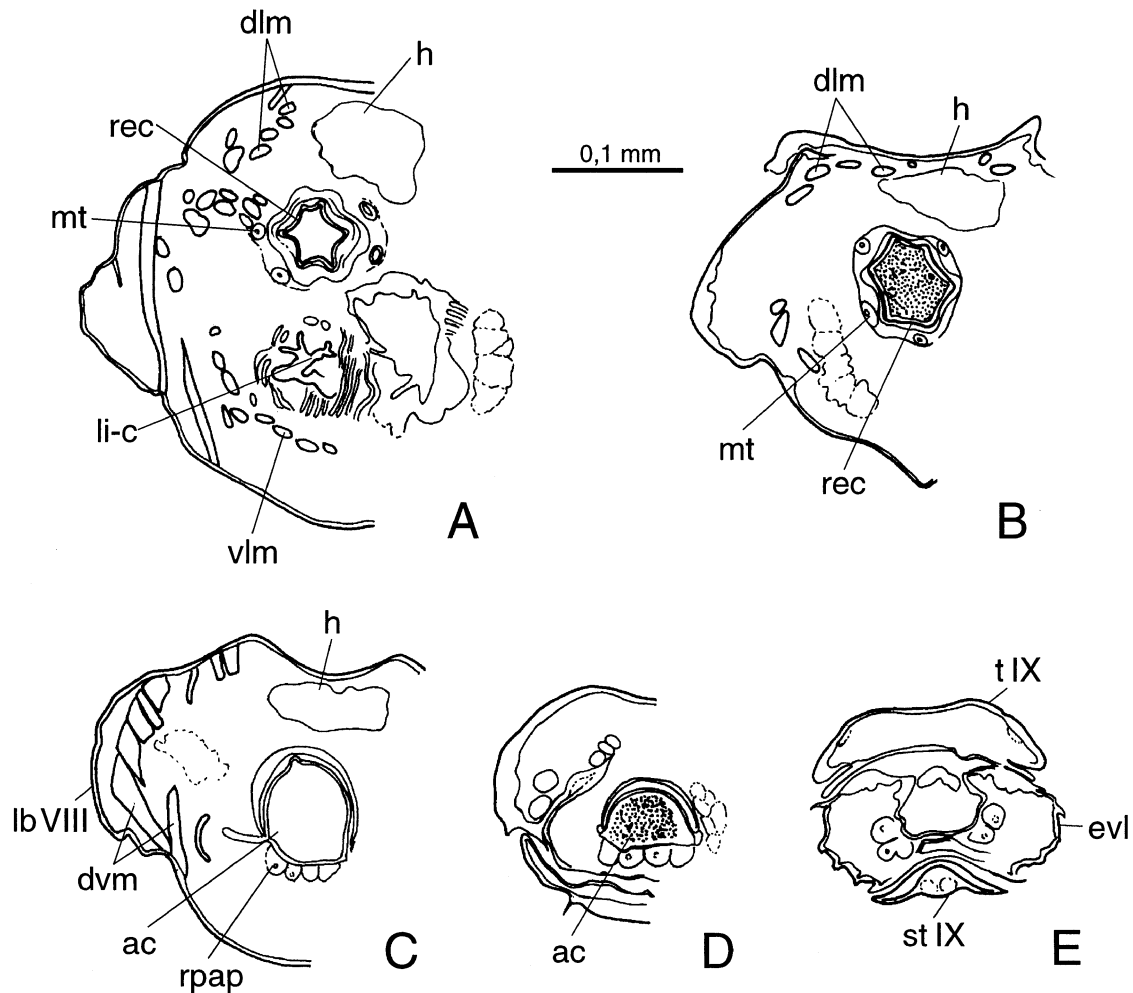 dlm
h
rec
mt
li-c
vlm
A
0,1 mm
dlm
h
mt
rec
B
h
lb VIII
dvm
ac
rpap
C
ac
D
t IX
evl
st IX
E